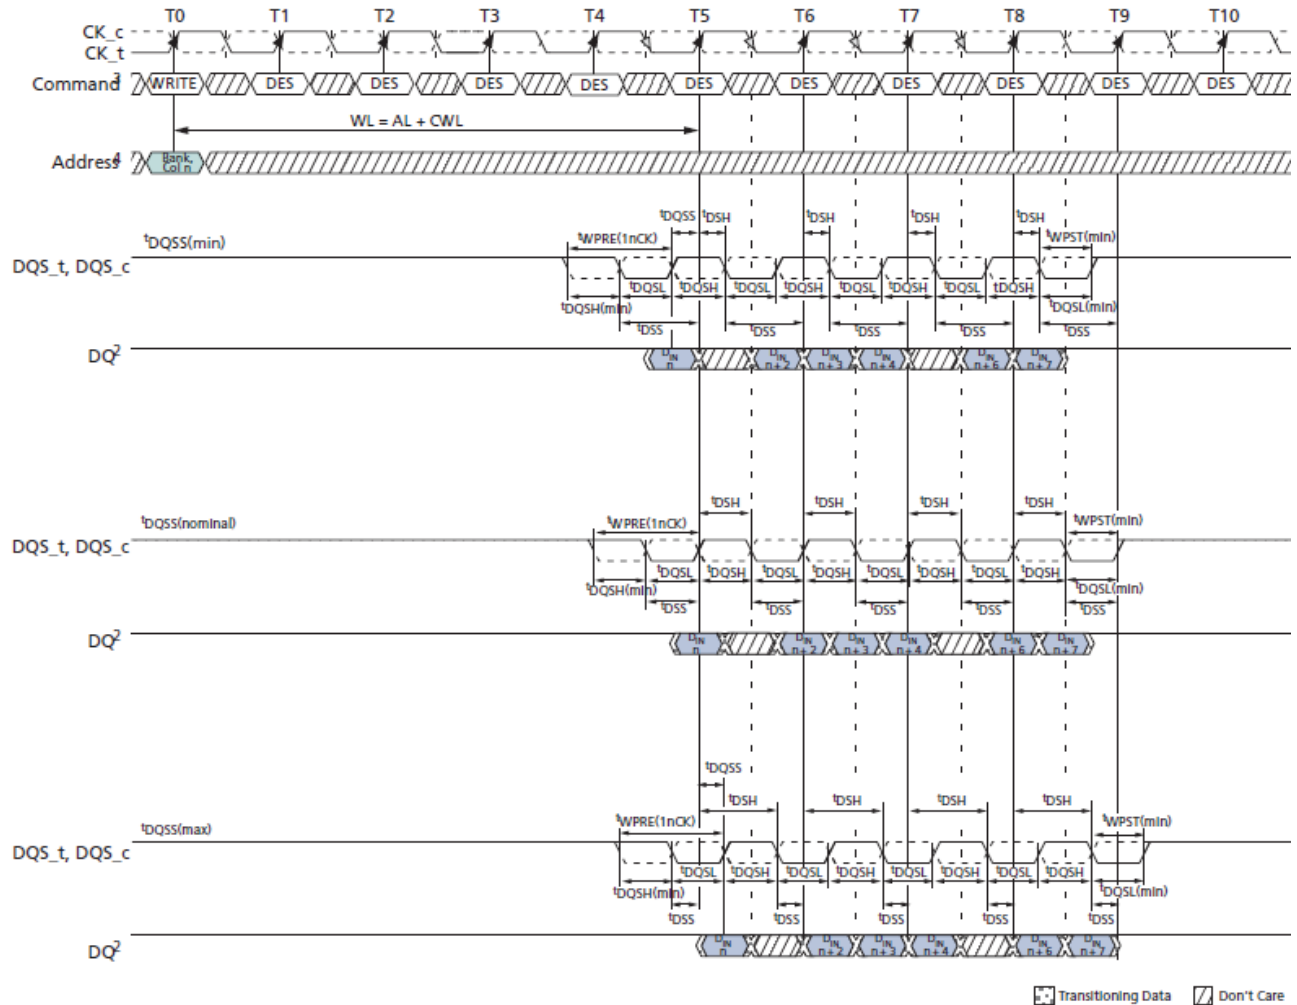 T0 T1 T2 T3 T4 T5 T6 T7 T8 T9 T10
CK_c
CK_t
Command3 WRITE DES DES DES DES DES DES DES DES DES DES
WL = AL + CWL
Address4 Bank, Col n
tDQSS tDSH tDSH tDSH tDSH
tDQSS(min) tWPRE(1nCK) tWPST(min)
DQS_t, DQS_c
tDQSL tDQSH tDQSL tDQSH tDQSL tDQSH tDQSL tDQSH
tDQSH(min) tDQSL(min)
tDSS tDSS tDSS tDSS tDSS
DQ2 DIN n DIN n + 2 DIN n + 3 DIN n + 4 DIN n + 6 DIN n + 7
tDSH tDSH tDSH tDSH
tDQSS(nominal) tWPRE(1nCK) tWPST(min)
DQS_t, DQS_c
tDQSL tDQSH tDQSL tDQSH tDQSL tDQSH tDQSL tDQSH
tDQSH(min) tDQSL(min)
tDSS tDSS tDSS tDSS tDSS
DQ2 DIN n DIN n + 2 DIN n + 3 DIN n + 4 DIN n + 6 DIN n + 7
tDQSS
tDSH tDSH tDSH tDSH
tDQSS(max) tWPRE(1nCK) tWPST(min)
DQS_t, DQS_c
tDQSL tDQSH tDQSL tDQSH tDQSL tDQSH tDQSL tDQSH
tDQSH(min) tDQSL(min)
tDSS tDSS tDSS tDSS tDSS
DQ2 DIN n DIN n + 2 DIN n + 3 DIN n + 4 DIN n + 6 DIN n + 7
Transitioning Data Don't Care